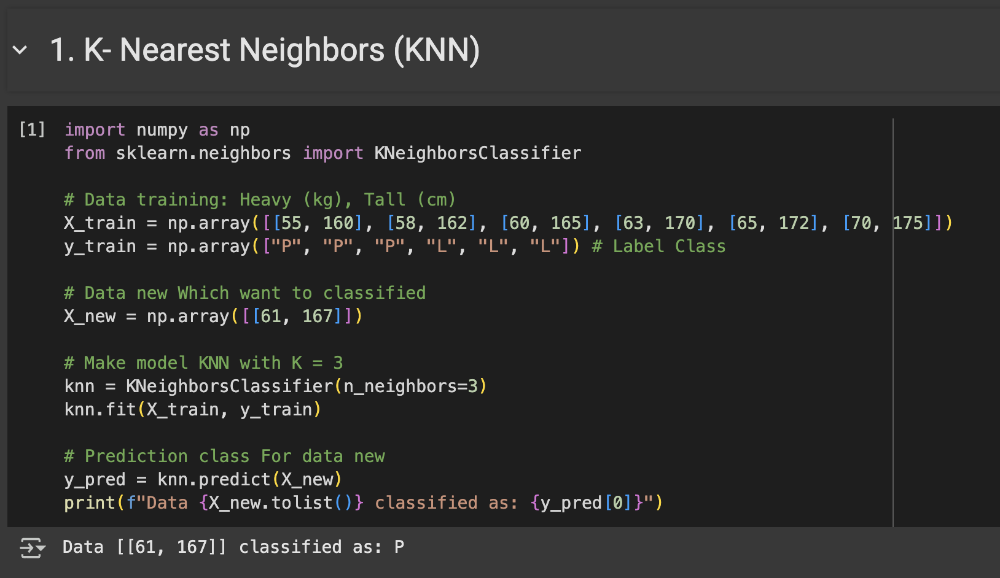 1. K- Nearest Neighbors (KNN)
[1] import numpy as np
from sklearn.neighbors import KNeighborsClassifier
# Data training: Heavy (kg), Tall (cm)
X_train = np.array([[55, 160], [58, 162], [60, 165], [63, 170], [65, 172], [70, 175]])
y_train = np.array(["P", "P", "P", "L", "L", "L"]) # Label Class
# Data new Which want to classified
X_new = np.array([[61, 167]])
# Make model KNN with K = 3
knn = KNeighborsClassifier(n_neighbors=3)
knn.fit(X_train, y_train)
# Prediction class For data new
y_pred = knn.predict(X_new)
print(f"Data {X_new.tolist()} classified as: {y_pred[0]}")
Data [[61, 167]] classified as: P